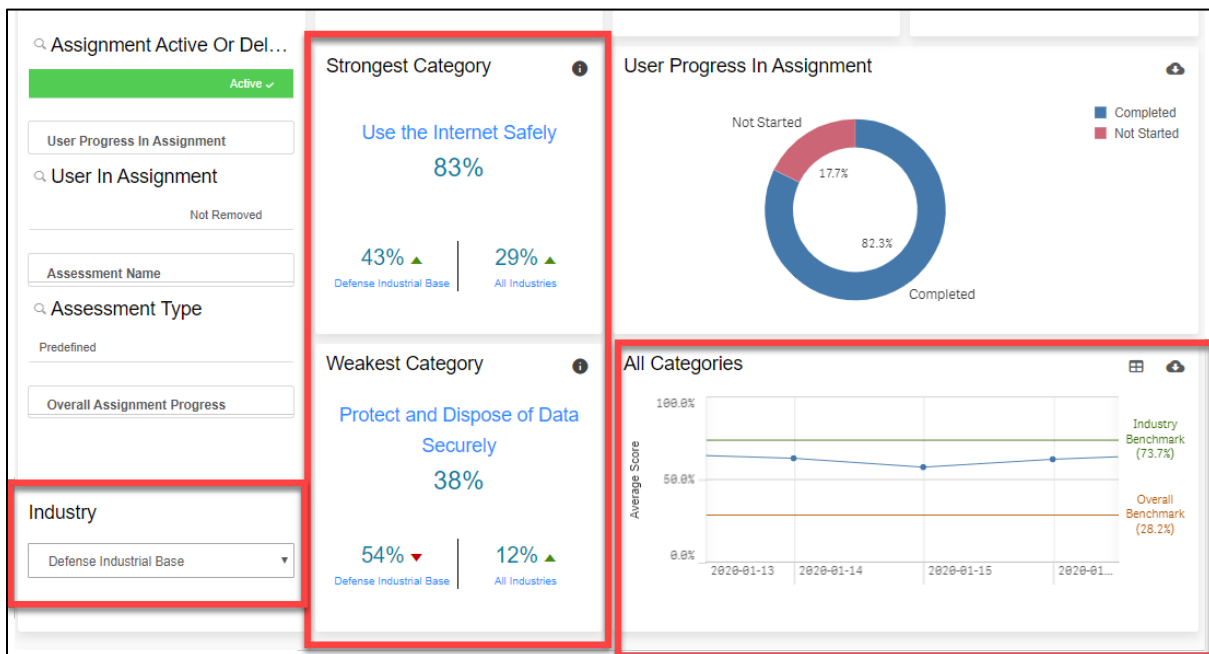 Assignment Active Or Del...
Active
User Progress In Assignment
User In Assignment
Not Removed
Assessment Name
Assessment Type
Predefined
Overall Assignment Progress
Industry
Defense Industrial Base
Strongest Category
Use the Internet Safely
83%
43%
29%
Defense Industrial Base
All Industries
Weakest Category
Protect and Dispose of Data
Securely
38%
54%
12%
Defense Industrial Base
All Industries
User Progress In Assignment
Completed
Not Started
Not Started
17.7%
82.3%
Completed
All Categories
Average Score
100.0%
50.0%
0.0%
Industry
Benchmark
(73.7%)
Overall
Benchmark
(28.2%)
2020-01-13
2020-01-14
2020-01-15
2020-01...